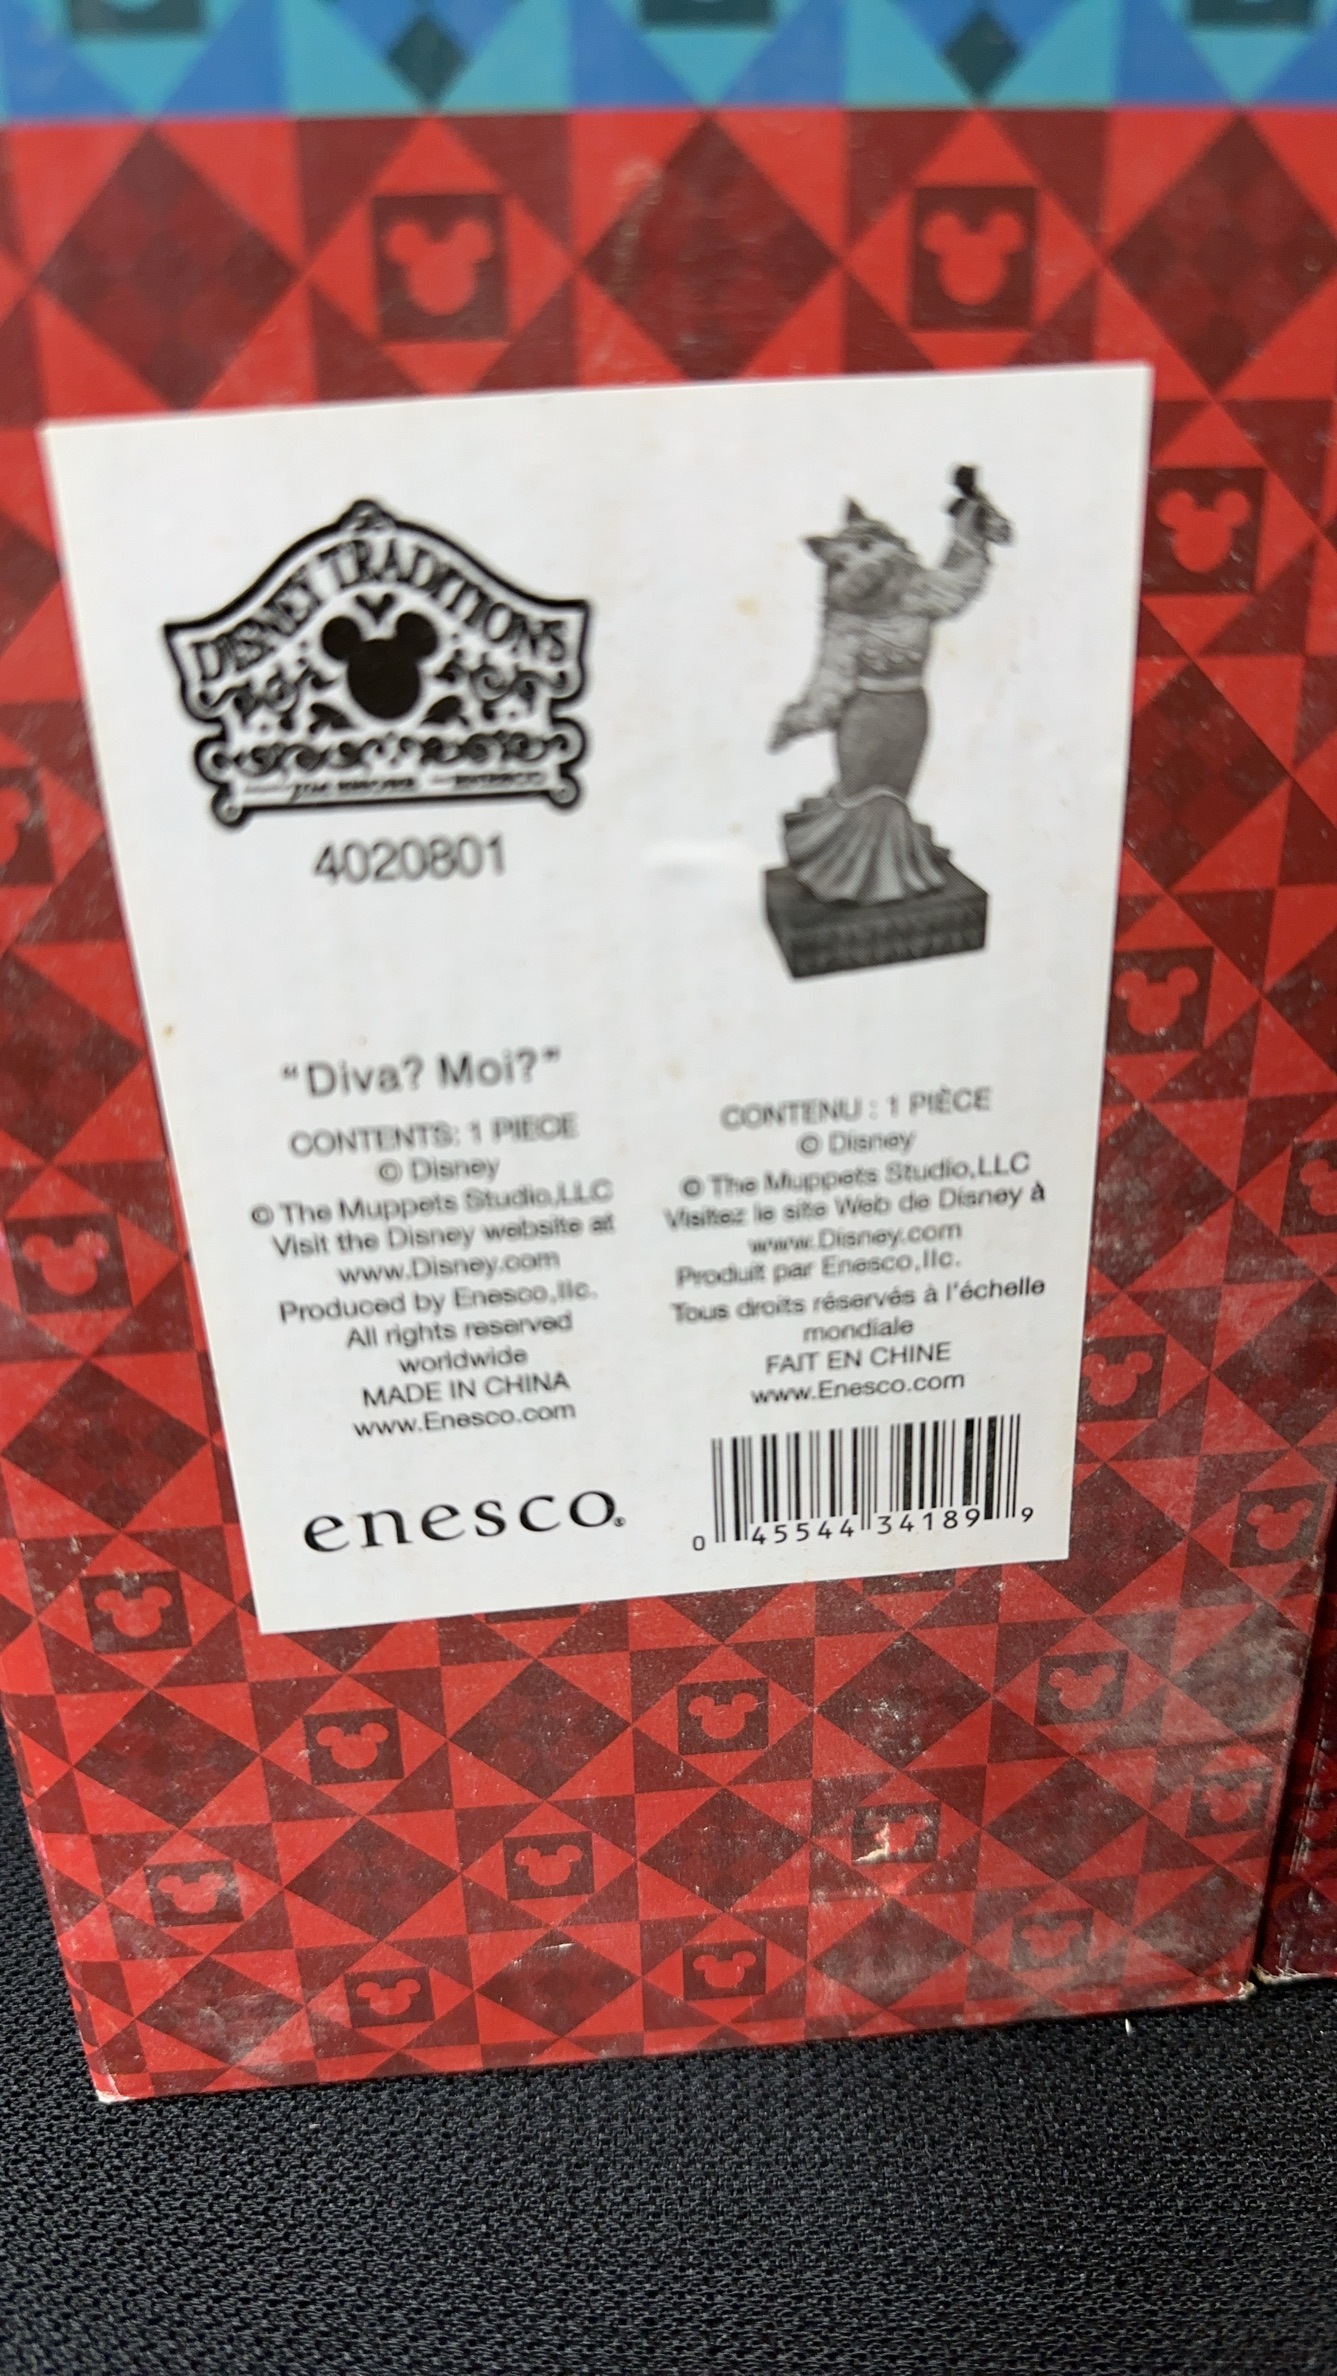 DISNEY TRADITIONS
JIM SHORE ENESCO
4020801
"Diva? Moi?"
CONTENTS: 1 PIECE
© Disney
© The Muppets Studio,LLC
Visit the Disney website at
www.Disney.com
Produced by Enesco,llc.
All rights reserved
worldwide
MADE IN CHINA
www.Enesco.com
enesco®
CONTENU : 1 PIÈCE
© Disney
© The Muppets Studio,LLC
Visitez le site Web de Disney à
www.Disney.com
Produit par Enesco,llc.
Tous droits réservés à l'échelle
mondiale
FAIT EN CHINE
www.Enesco.com
0 45544 34189 9